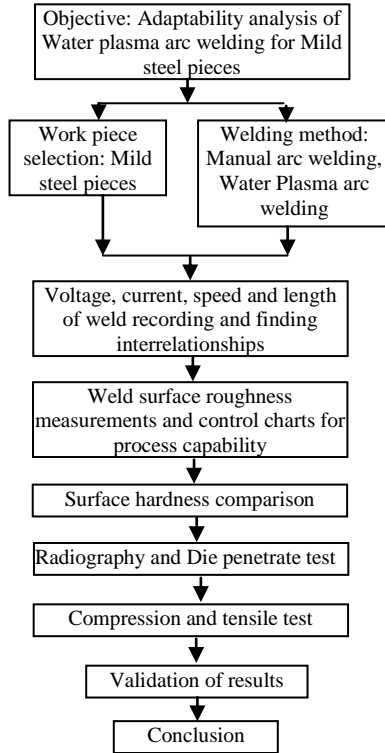 Objective: Adaptability analysis of
Water plasma arc welding for Mild
steel pieces
Work piece
selection: Mild
steel pieces
Welding method:
Manual arc welding,
Water Plasma arc
welding
Voltage, current, speed and length
of weld recording and finding
interrelationships
Weld surface roughness
measurements and control charts for
process capability
Surface hardness comparison
Radiography and Die penetrate test
Compression and tensile test
Validation of results
Conclusion